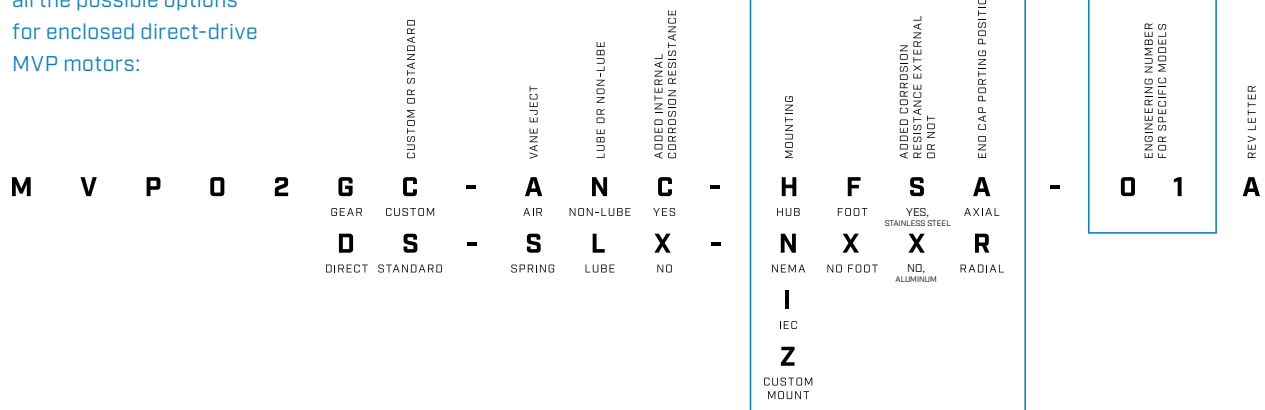 all the possible options
for enclosed direct-drive
MVP motors:
CUSTOM OR STANDARD
VANE EJECT
LUBE OR NON-LUBE
ADDED INTERNAL
CORROSION RESISTANCE
MOUNTING
ADDED CORROSION
RESISTANCE EXTERNAL
OR NOT
END CAP PORTING
ENGINEERING NUMBER
FOR SPECIFIC MODELS
REV LETTER
M V P 0 2 G C - A N C - H F S A - 0 1 A
GEAR CUSTOM AIR NON-LUBE YES HUB FOOT YES, AXIAL
STAINLESS STEEL
D S - S L X - N X X R
DIRECT STANDARD SPRING LUBE NO NEMA NO FOOT NO, RADIAL
ALUMINUM
I
IEC
Z
CUSTOM
MOUNT